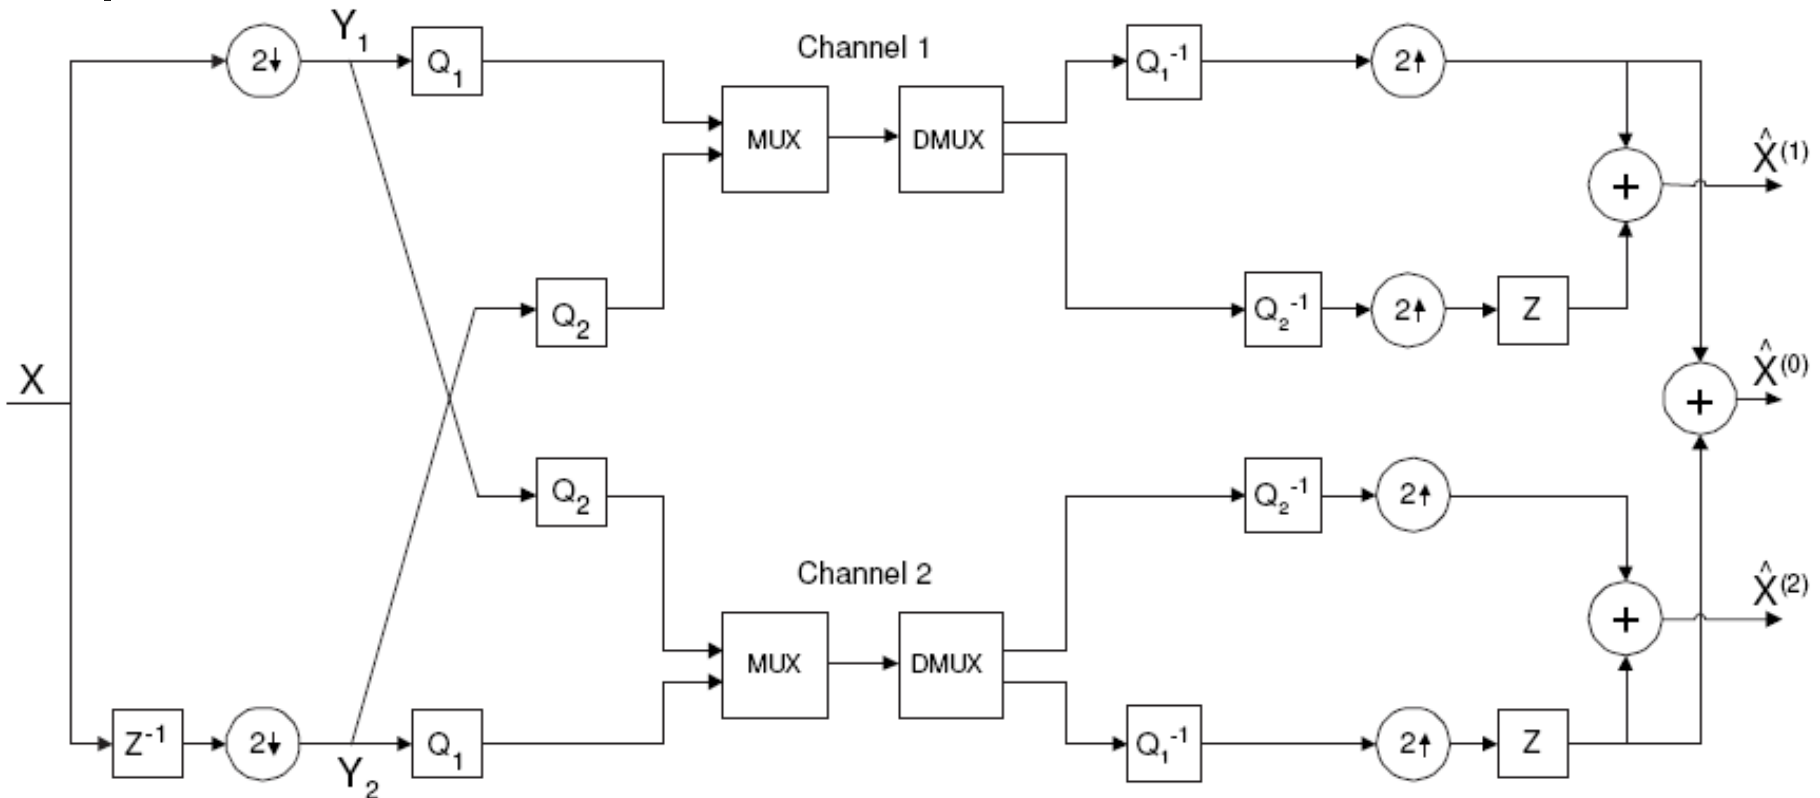 Y₁
2↓
Q₁
Channel 1
MUX
DMUX
Q₁⁻¹
2↑
+
X̂⁽¹⁾
Q₂
Q₂⁻¹
2↑
Z
X
+
X̂⁽⁰⁾
Q₂
Q₂⁻¹
2↑
Channel 2
MUX
DMUX
+
X̂⁽²⁾
Z⁻¹
2↓
Y₂
Q₁
Q₁⁻¹
2↑
Z